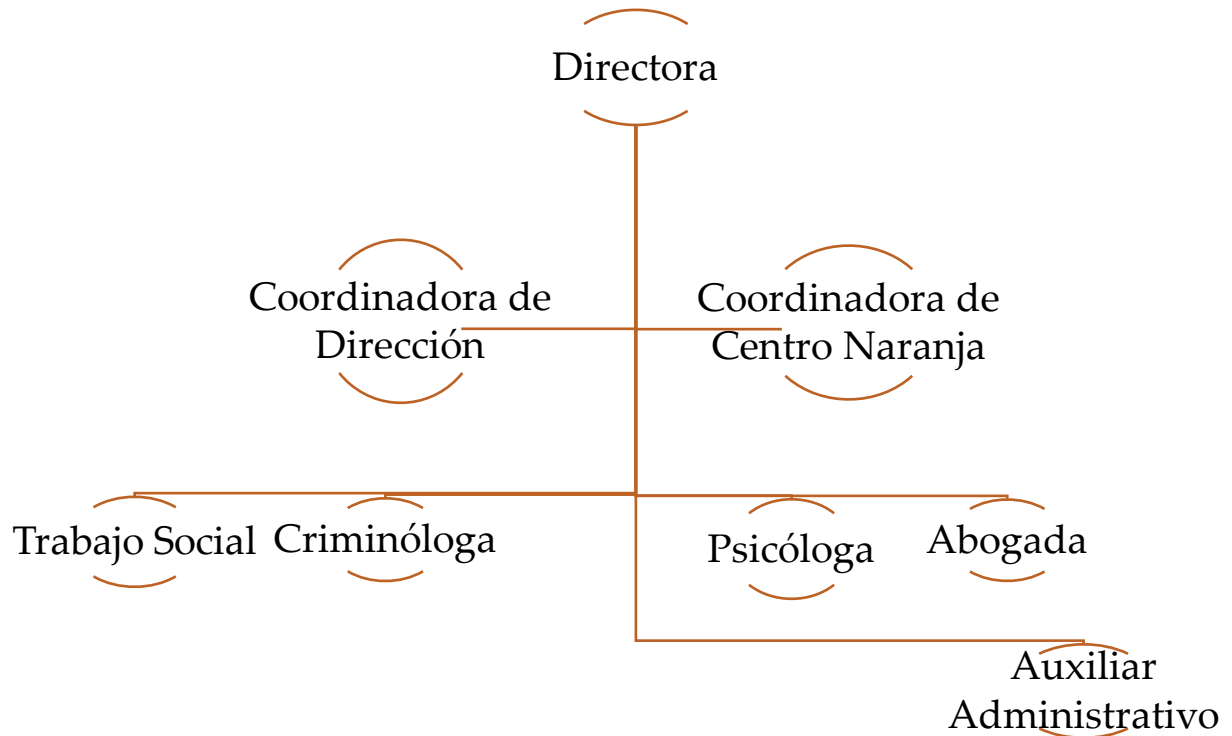 Directora
Coordinadora de
Dirección
Coordinadora de
Centro Naranja
Trabajo Social
Criminóloga
Psicóloga
Abogada
Auxiliar
Administrativo